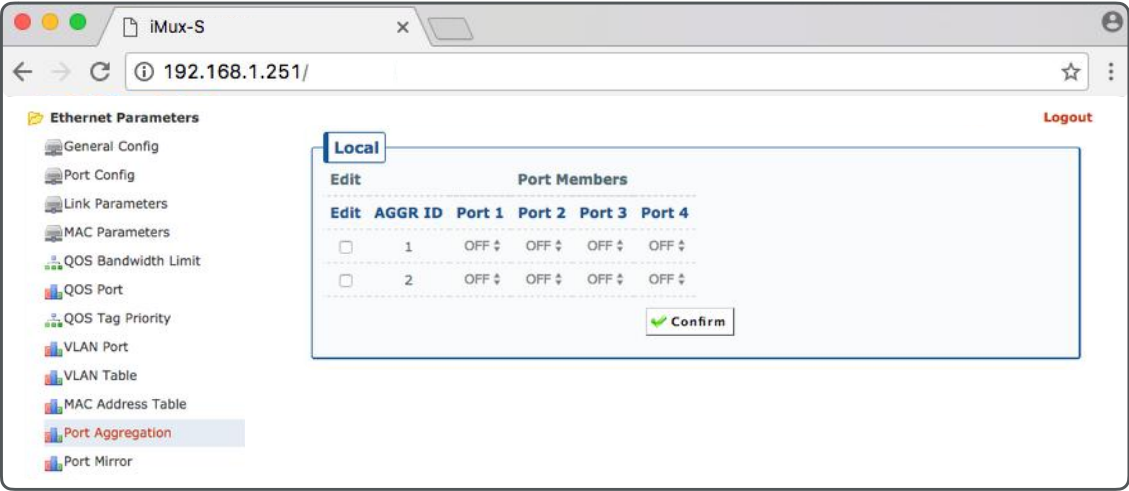 iMux-S
192.168.1.251/
Ethernet Parameters
General Config
Port Config
Link Parameters
MAC Parameters
QOS Bandwidth Limit
QOS Port
QOS Tag Priority
VLAN Port
VLAN Table
MAC Address Table
Port Aggregation
Port Mirror
Logout
Local
Edit Port Members
Edit AGGR ID Port 1 Port 2 Port 3 Port 4
1 OFF OFF OFF OFF
2 OFF OFF OFF OFF
Confirm